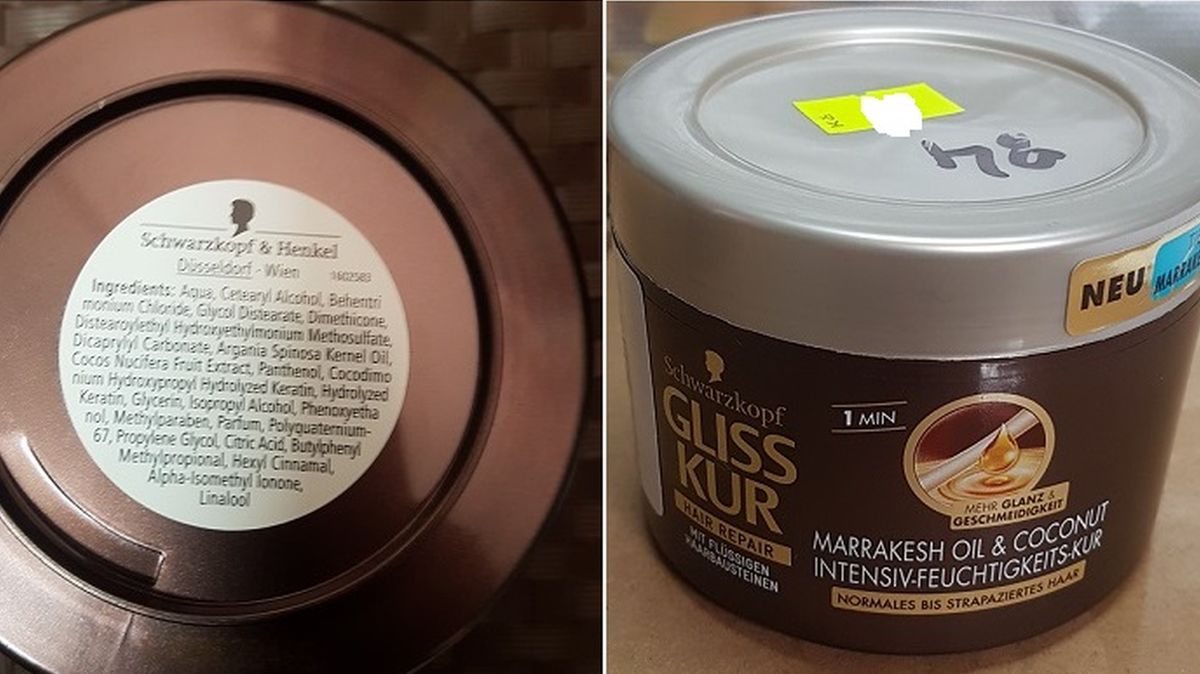 Schwarzkopf & Henkel
Düsseldorf - Wien 1602583
Ingredients: Aqua, Cetearyl Alcohol, Behentri
monium Chloride, Glycol Distearate, Dimethicone,
Distearoylethyl Hydroxyethylmonium Methosulfate,
Dicaprylyl Carbonate, Argania Spinosa Kernel Oil,
Cocos Nucifera Fruit Extract, Panthenol, Cocodimo
nium Hydroxypropyl Hydrolyzed Keratin, Hydrolyzed
Keratin, Glycerin, Isopropyl Alcohol, Phenoxyetha
nol, Methylparaben, Parfum, Polyquaternium-
67, Propylene Glycol, Citric Acid, Butylphenyl
Methylpropional, Hexyl Cinnamal,
Alpha-Isomethyl Ionone,
Linalool
NEU
Schwarzkopf
GLISS
KUR
HAIR REPAIR
MIT FLÜSSIGEN
HAARBAUSTEINEN
1 MIN
MEHR GLANZ &
GESCHMEIDIGKEIT
MARRAKESH OIL & COCONUT
INTENSIV-FEUCHTIGKEITS-KUR
NORMALES BIS STRAPAZIERTES HAAR